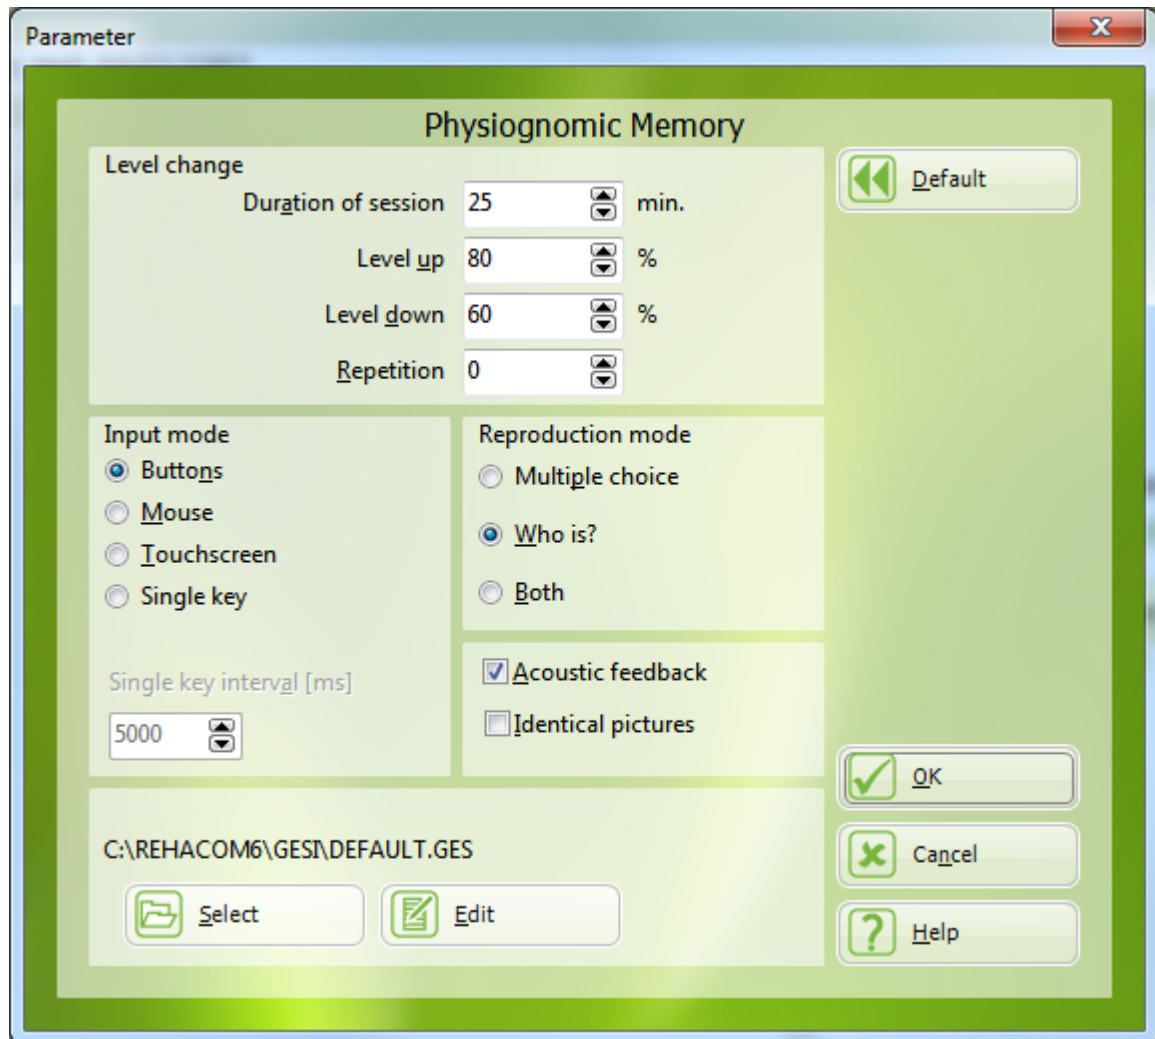 Parameter
Physiognomic Memory
Level change
Duration of session 25 min.
Level up 80 %
Level down 60 %
Repetition 0
Default
Input mode
Buttons
Mouse
Touchscreen
Single key
Single key interval [ms]
5000
Reproduction mode
Multiple choice
Who is?
Both
Acoustic feedback
Identical pictures
C:\REHACOM6\GESI\DEFAULT.GES
Select
Edit
OK
Cancel
Help